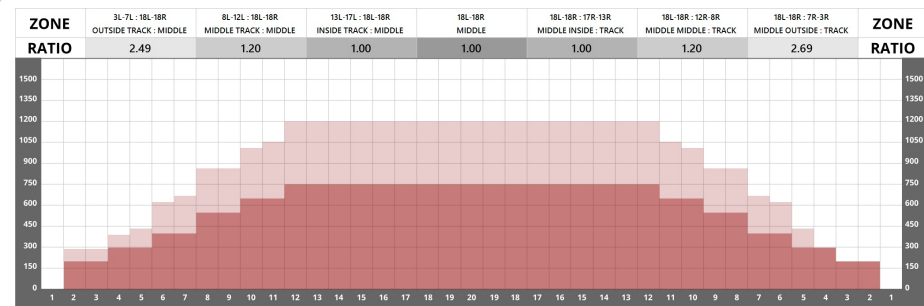 ZONE 3L-7L : 18L-18R 8L-12L : 18L-18R 13L-17L : 18L-18R 18L-18R 18L-18R : 17R-13R 18L-18R : 12R-8R 18L-18R : 7R-3R ZONE
OUTSIDE TRACK : MIDDLE MIDDLE TRACK : MIDDLE INSIDE TRACK : MIDDLE MIDDLE MIDDLE INSIDE : TRACK MIDDLE MIDDLE : TRACK MIDDLE OUTSIDE : TRACK
RATIO 2.49 1.20 1.00 1.00 1.00 1.20 2.69 RATIO
1500 1500
1350 1350
1200 1200
1050 1050
900 900
750 750
600 600
450 450
300 300
150 150
0 0
1 2 3 4 5 6 7 8 9 10 11 12 13 14 15 16 17 18 19 20 19 18 17 16 15 14 13 12 11 10 9 8 7 6 5 4 3 2 1